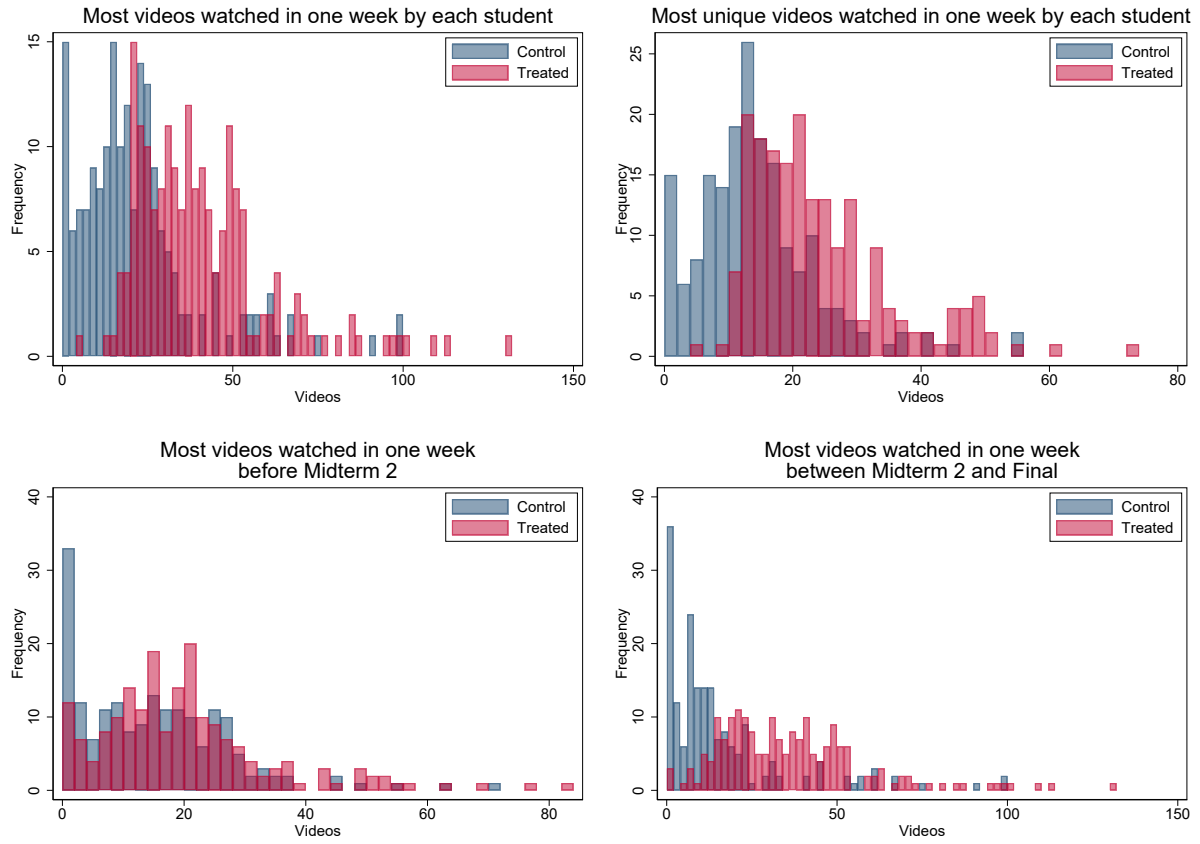 Most videos watched in one week by each student
Control
Treated
Frequency
0
5
10
15
0
50
100
150
Videos
Most unique videos watched in one week by each student
Control
Treated
Frequency
0
5
10
15
20
25
0
20
40
60
80
Videos
Most videos watched in one week
before Midterm 2
Control
Treated
Frequency
0
10
20
30
40
0
20
40
60
80
Videos
Most videos watched in one week
between Midterm 2 and Final
Control
Treated
Frequency
0
10
20
30
40
0
50
100
150
Videos